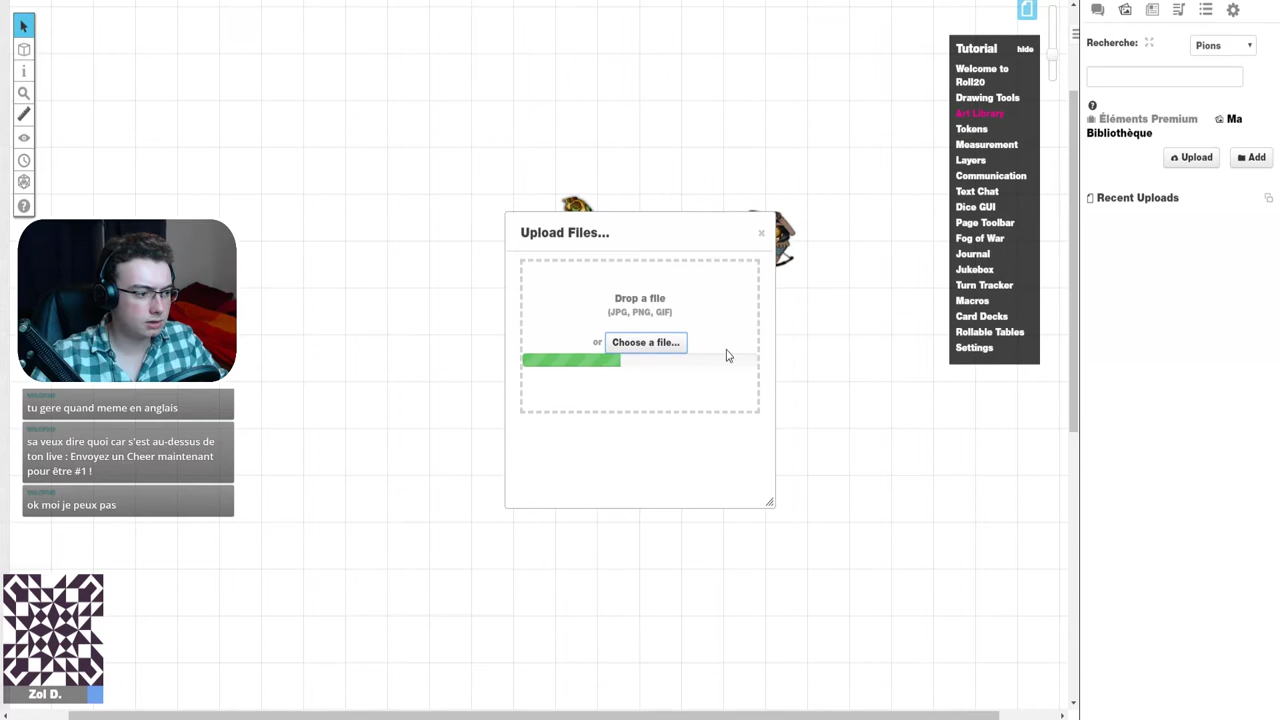 Tutorial hide
Welcome to
Roll20
Drawing Tools
Art Library
Tokens
Measurement
Layers
Communication
Text Chat
Dice GUI
Page Toolbar
Fog of War
Journal
Jukebox
Turn Tracker
Macros
Card Decks
Rollable Tables
Settings
Recherche:
Pions
Éléments Premium Ma
Bibliothèque
Upload Add
Recent Uploads
Upload Files... ×
Drop a file
(JPG, PNG, GIF)
or Choose a file...
tu gere quand meme en anglais
sa veux dire quoi car s'est au-dessus de
ton live : Envoyez un Cheer maintenant
pour être #1 !
ok moi je peux pas
Zol D.